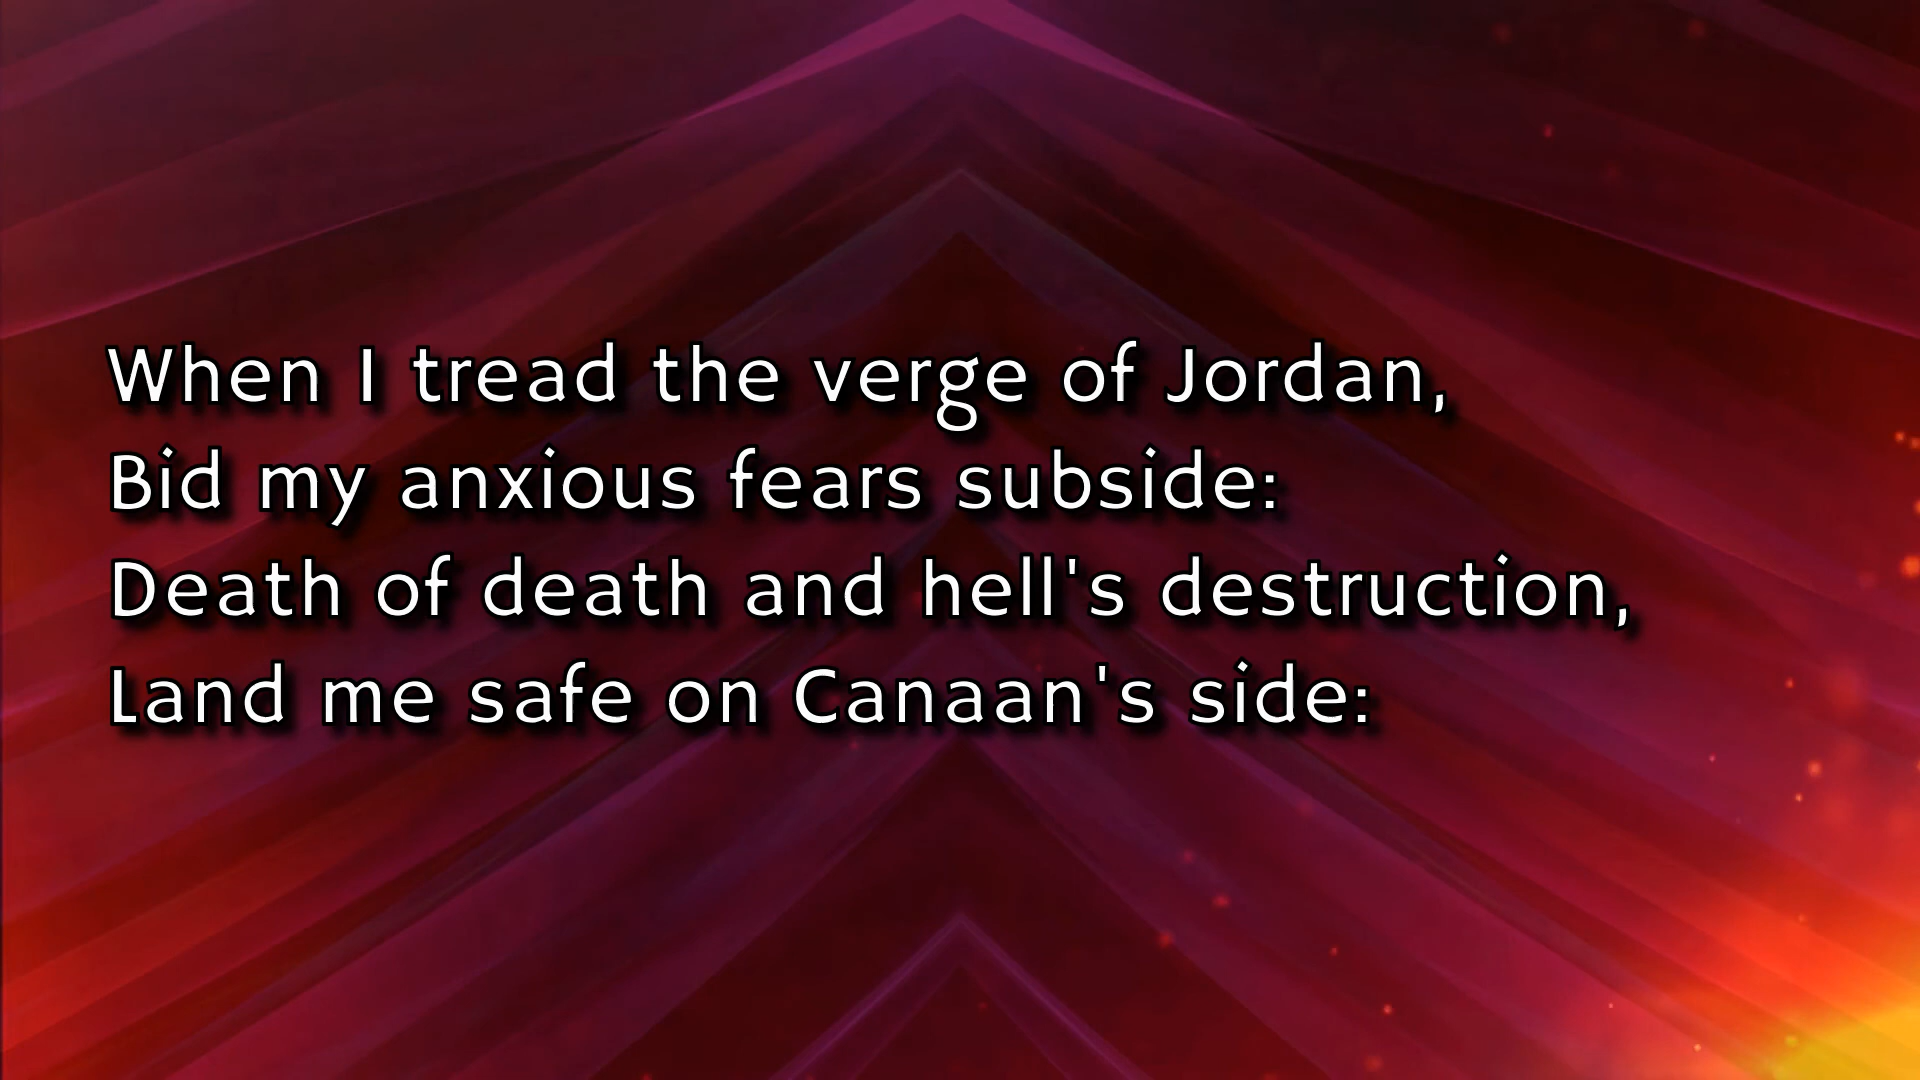 When I tread the verge of Jordan,
Bid my anxious fears subside:
Death of death and hell's destruction,
Land me safe on Canaan's side: